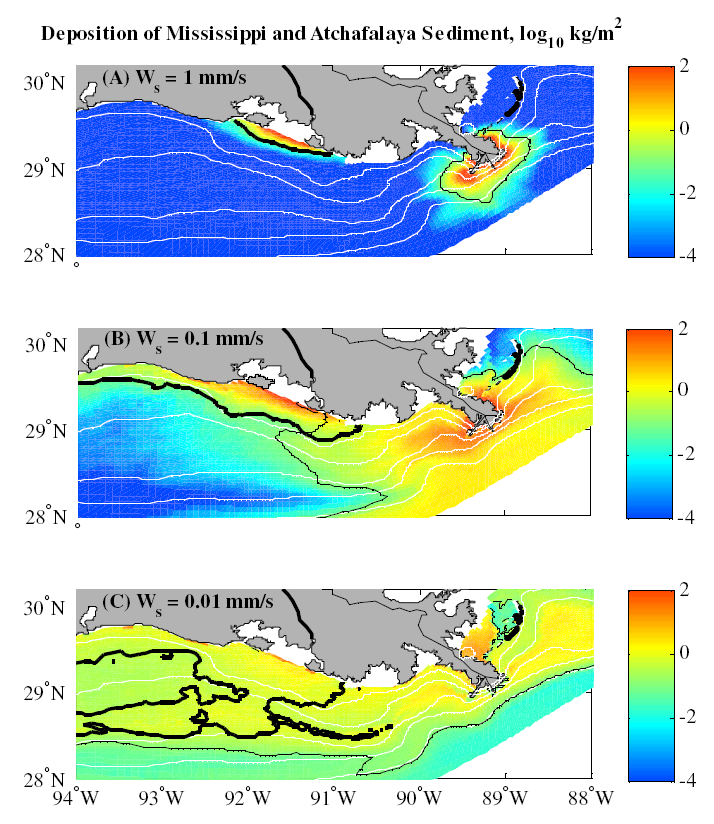 Deposition of Mississippi and Atchafalaya Sediment, log10 kg/m2
(A) Ws = 1 mm/s
30°N
29°N
28°N
2
0
-2
-4
(B) Ws = 0.1 mm/s
30°N
29°N
28°N
2
0
-2
-4
(C) Ws = 0.01 mm/s
30°N
29°N
28°N
2
0
-2
-4
94°W 93°W 92°W 91°W 90°W 89°W 88°W